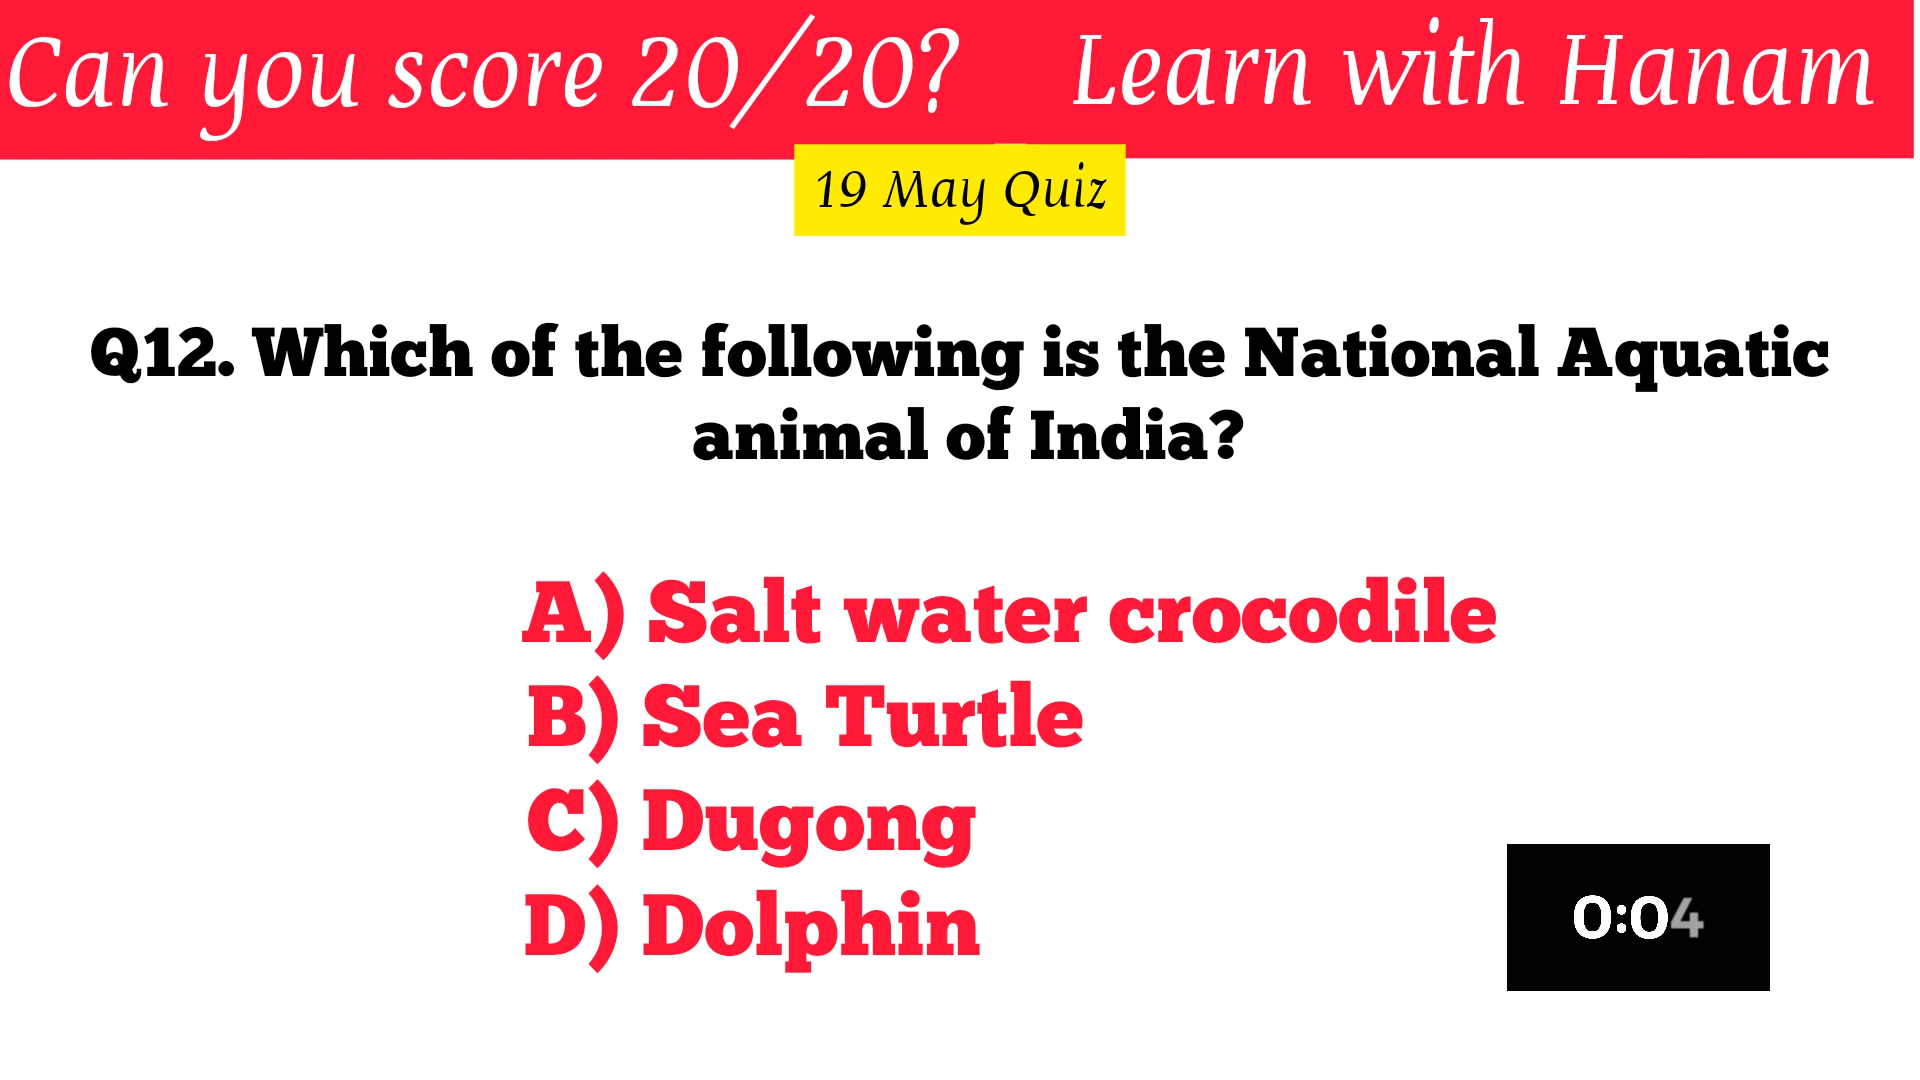 Can you score 20/20? Learn with Hanam
19 May Quiz
Q12. Which of the following is the National Aquatic
animal of India?
A) Salt water crocodile
B) Sea Turtle
C) Dugong
D) Dolphin
0:04